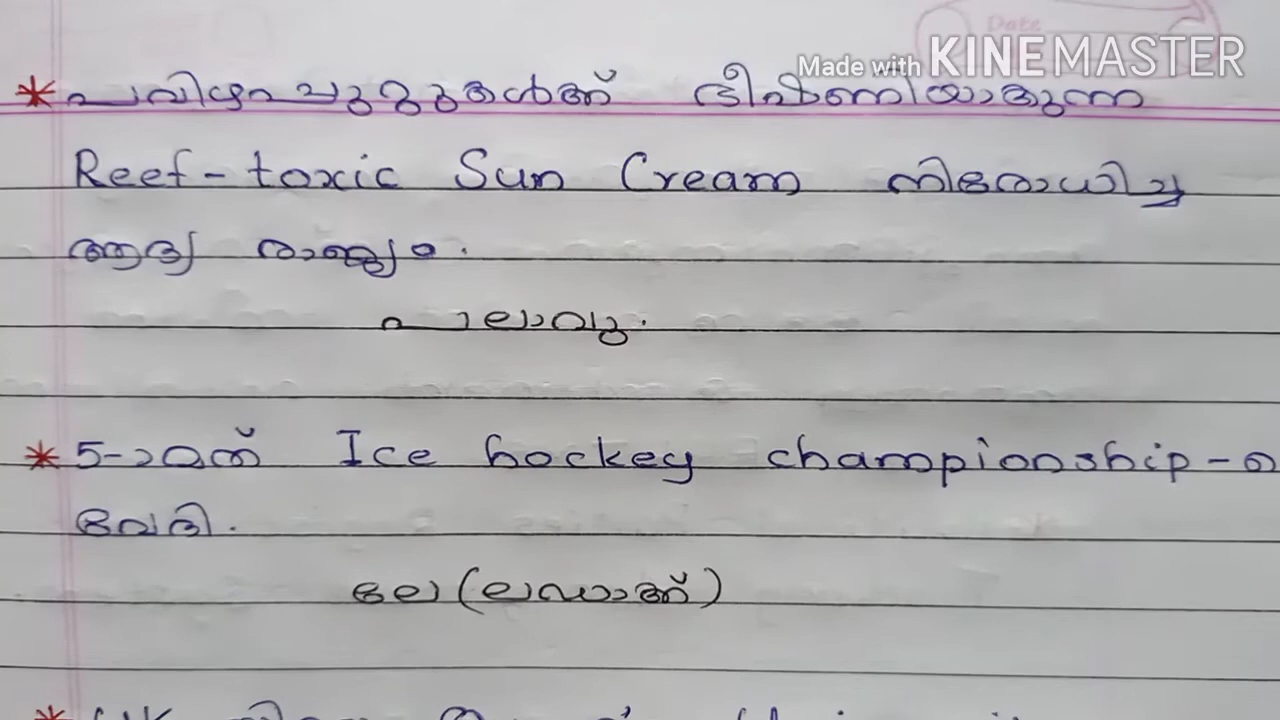 Date
Made with KINEMASTER
* പവിഴപ്പുറ്റുകൾക്ക് ഭീഷണിയാകുന്ന
Reef-toxic Sun Cream നിരോധിച്ച
ആദ്യ രാജ്യം.
പലാവു.
* 5-ാമത് Ice hockey championship-ന്
വേദി.
ലേ (ലഡാക്ക്)